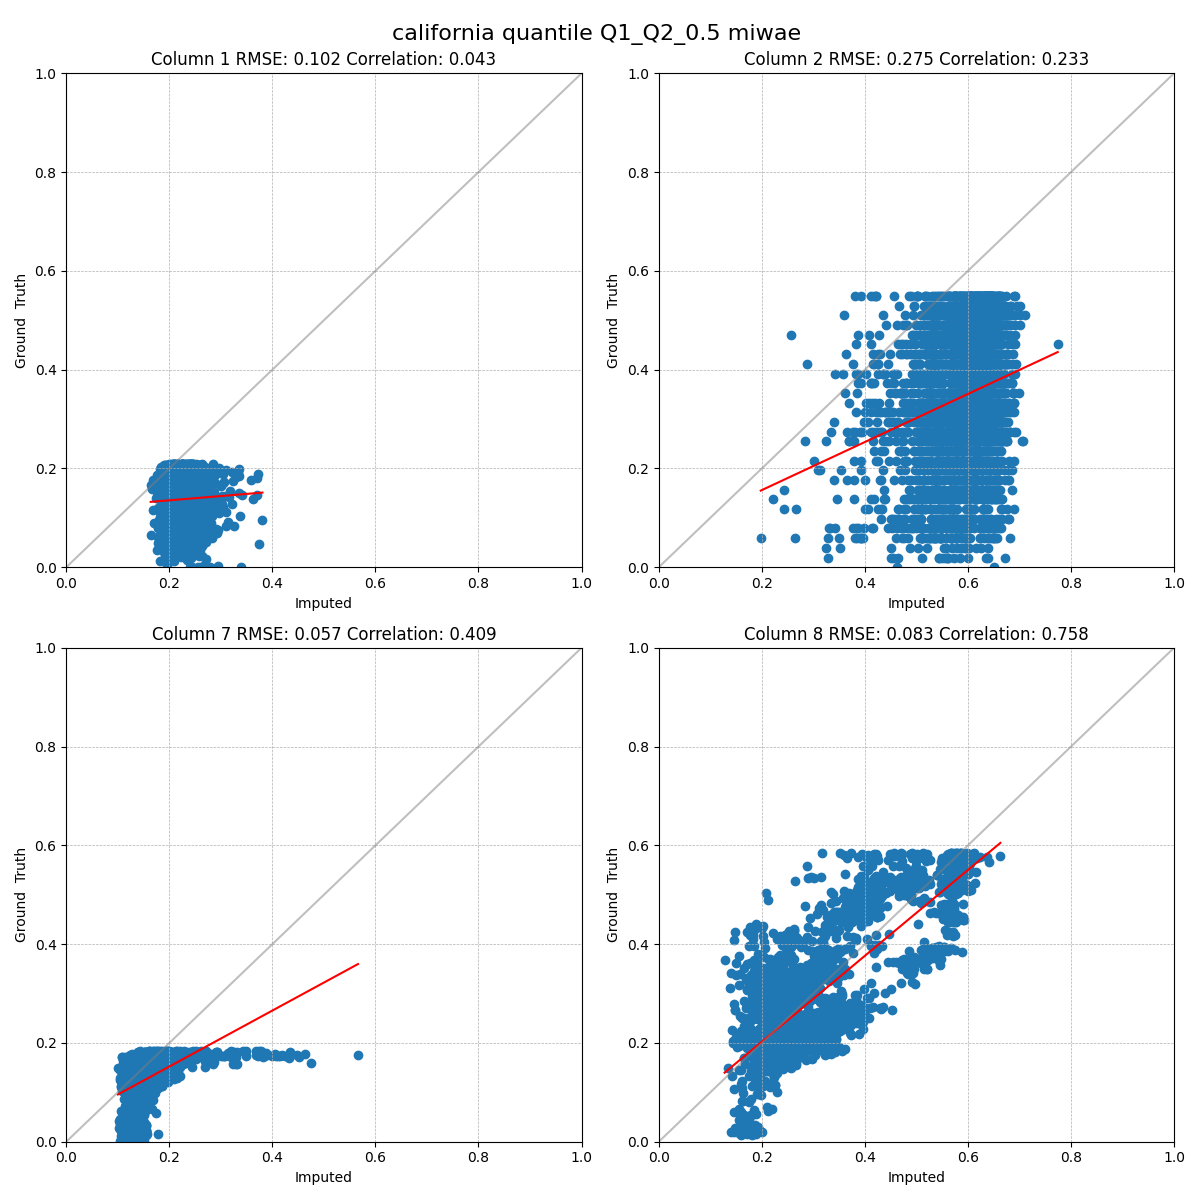 california quantile Q1_Q2_0.5 miwae
Column 1 RMSE: 0.102 Correlation: 0.043
1.0
0.8
0.6
0.4
0.2
0.0
Ground Truth
0.0 0.2 0.4 0.6 0.8 1.0
Imputed
Column 2 RMSE: 0.275 Correlation: 0.233
1.0
0.8
0.6
0.4
0.2
0.0
Ground Truth
0.0 0.2 0.4 0.6 0.8 1.0
Imputed
Column 7 RMSE: 0.057 Correlation: 0.409
1.0
0.8
0.6
0.4
0.2
0.0
Ground Truth
0.0 0.2 0.4 0.6 0.8 1.0
Imputed
Column 8 RMSE: 0.083 Correlation: 0.758
1.0
0.8
0.6
0.4
0.2
0.0
Ground Truth
0.0 0.2 0.4 0.6 0.8 1.0
Imputed